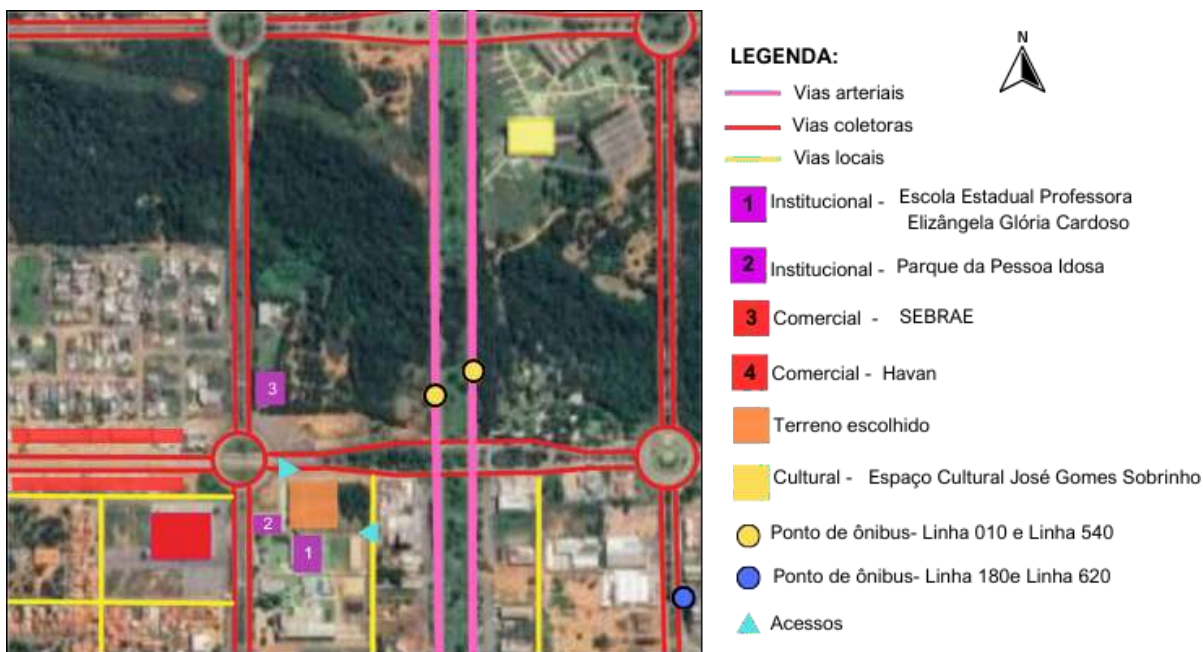 N
LEGENDA:
Vias arteriais
Vias coletoras
Vias locais
1 Institucional - Escola Estadual Professora
Elizângela Glória Cardoso
2 Institucional - Parque da Pessoa Idosa
3 Comercial - SEBRAE
4 Comercial - Havan
Terreno escolhido
Cultural - Espaço Cultural José Gomes Sobrinho
Ponto de ônibus- Linha 010 e Linha 540
Ponto de ônibus- Linha 180e Linha 620
Acessos
3
2
1